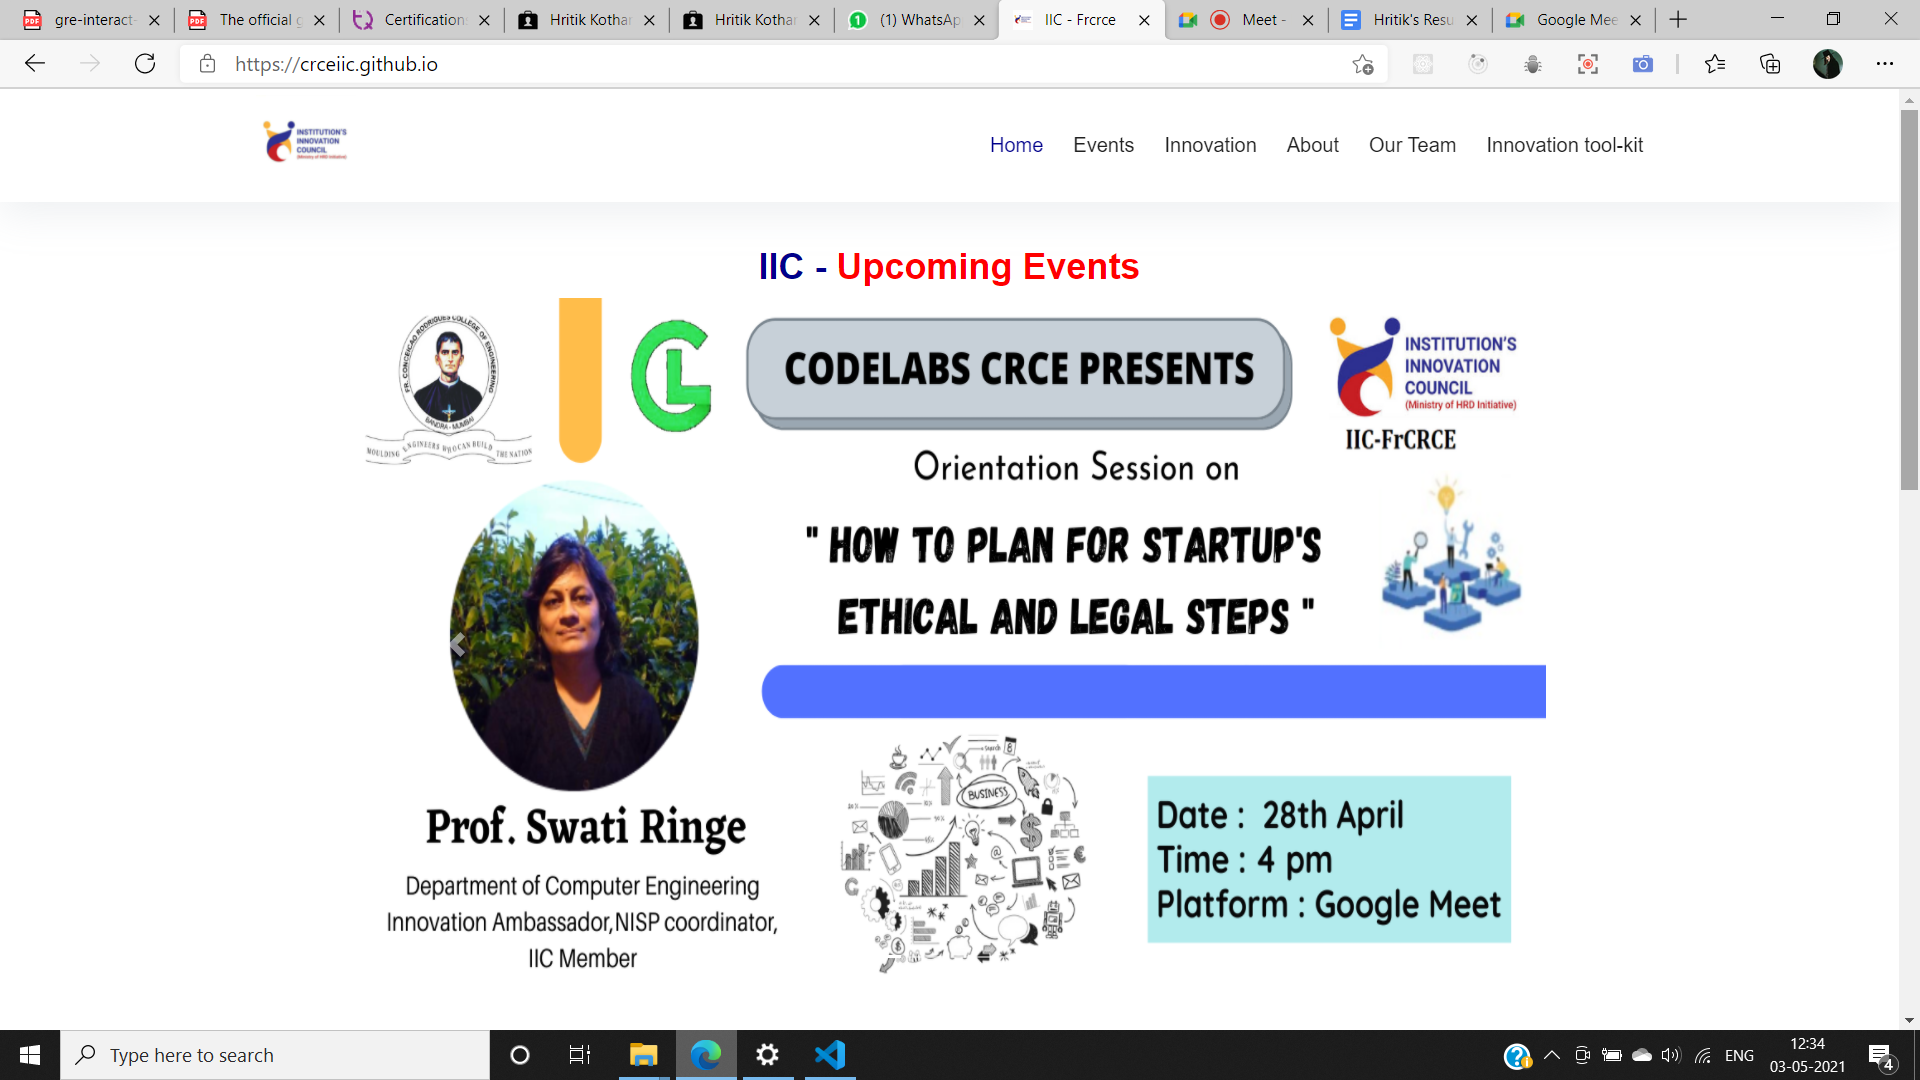 gre-interact-
The official g
Certification
Hritik Kothar
Hritik Kothar
(1) WhatsAp
IIC - Frcrce
Meet -
Hritik's Resu
Google Mee
https://crceiic.github.io
INSTITUTION'S
INNOVATION
COUNCIL
(Ministry of HRD Initiative)
Home Events Innovation About Our Team Innovation tool-kit
IIC - Upcoming Events
FR. CONCEICAO RODRIGUES COLLEGE OF ENGINEERING
BANDRA - MUMBAI
MOULDING ENGINEERS WHO CAN BUILD THE NATION
CODELABS CRCE PRESENTS
INSTITUTION'S
INNOVATION
COUNCIL
(Ministry of HRD Initiative)
IIC-FrCRCE
Orientation Session on
" HOW TO PLAN FOR STARTUP'S
ETHICAL AND LEGAL STEPS "
search
BUSINESS
Prof. Swati Ringe
Department of Computer Engineering
Innovation Ambassador,NISP coordinator,
IIC Member
Date : 28th April
Time : 4 pm
Platform : Google Meet
Type here to search
ENG
12:34
03-05-2021
4